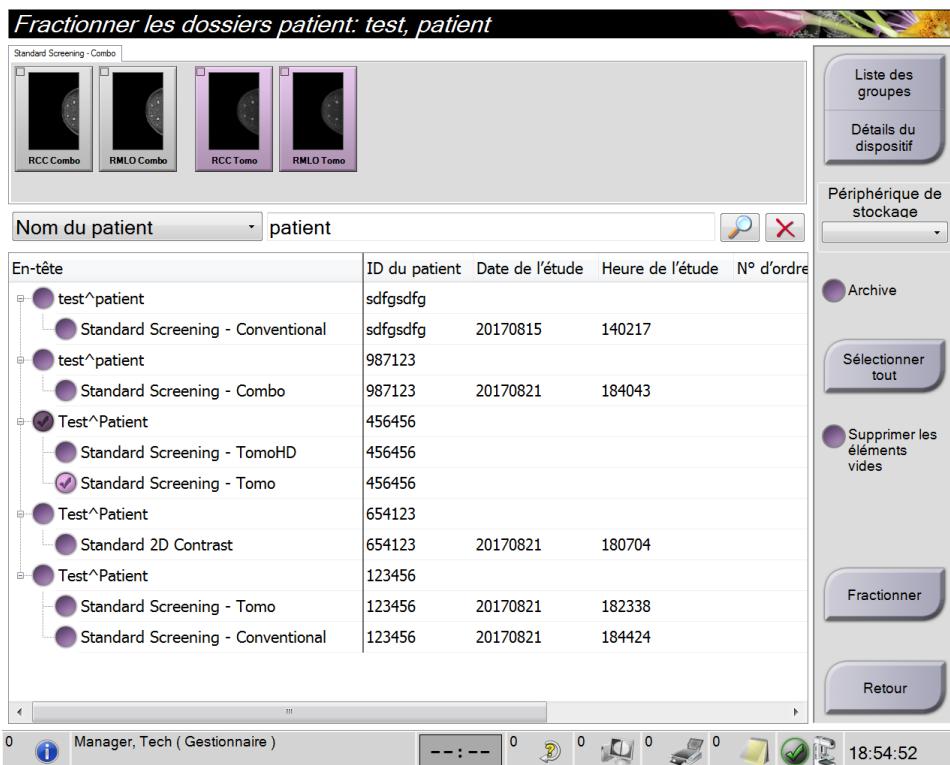 Fractionner les dossiers patient: test, patient
Standard Screening - Combo
RCC Combo
RMLO Combo
RCC Tomo
RMLO Tomo
Liste des
groupes
Détails du
dispositif
Périphérique de
stockage
Nom du patient
patient
En-tête ID du patient Date de l'étude Heure de l'étude N° d'ordre
test^patient sdfgsdfg
Standard Screening - Conventional sdfgsdfg 20170815 140217
test^patient 987123
Standard Screening - Combo 987123 20170821 184043
Test^Patient 456456
Standard Screening - TomoHD 456456
Standard Screening - Tomo 456456
Test^Patient 654123
Standard 2D Contrast 654123 20170821 180704
Test^Patient 123456
Standard Screening - Tomo 123456 20170821 182338
Standard Screening - Conventional 123456 20170821 184424
Archive
Sélectionner
tout
Supprimer les
éléments
vides
Fractionner
Retour
0 Manager, Tech ( Gestionnaire ) --:-- 0 0 0 0 18:54:52